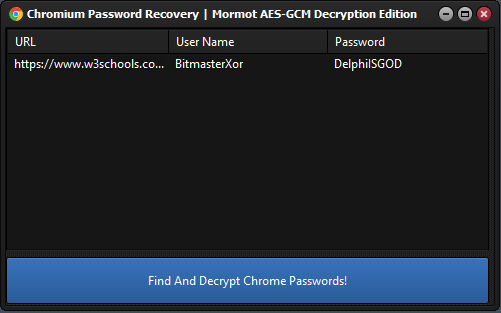 Chromium Password Recovery | Mormot AES-GCM Decryption Edition
URL User Name Password
https://www.w3schools.co... BitmasterXor DelphiISGOD
Find And Decrypt Chrome Passwords!